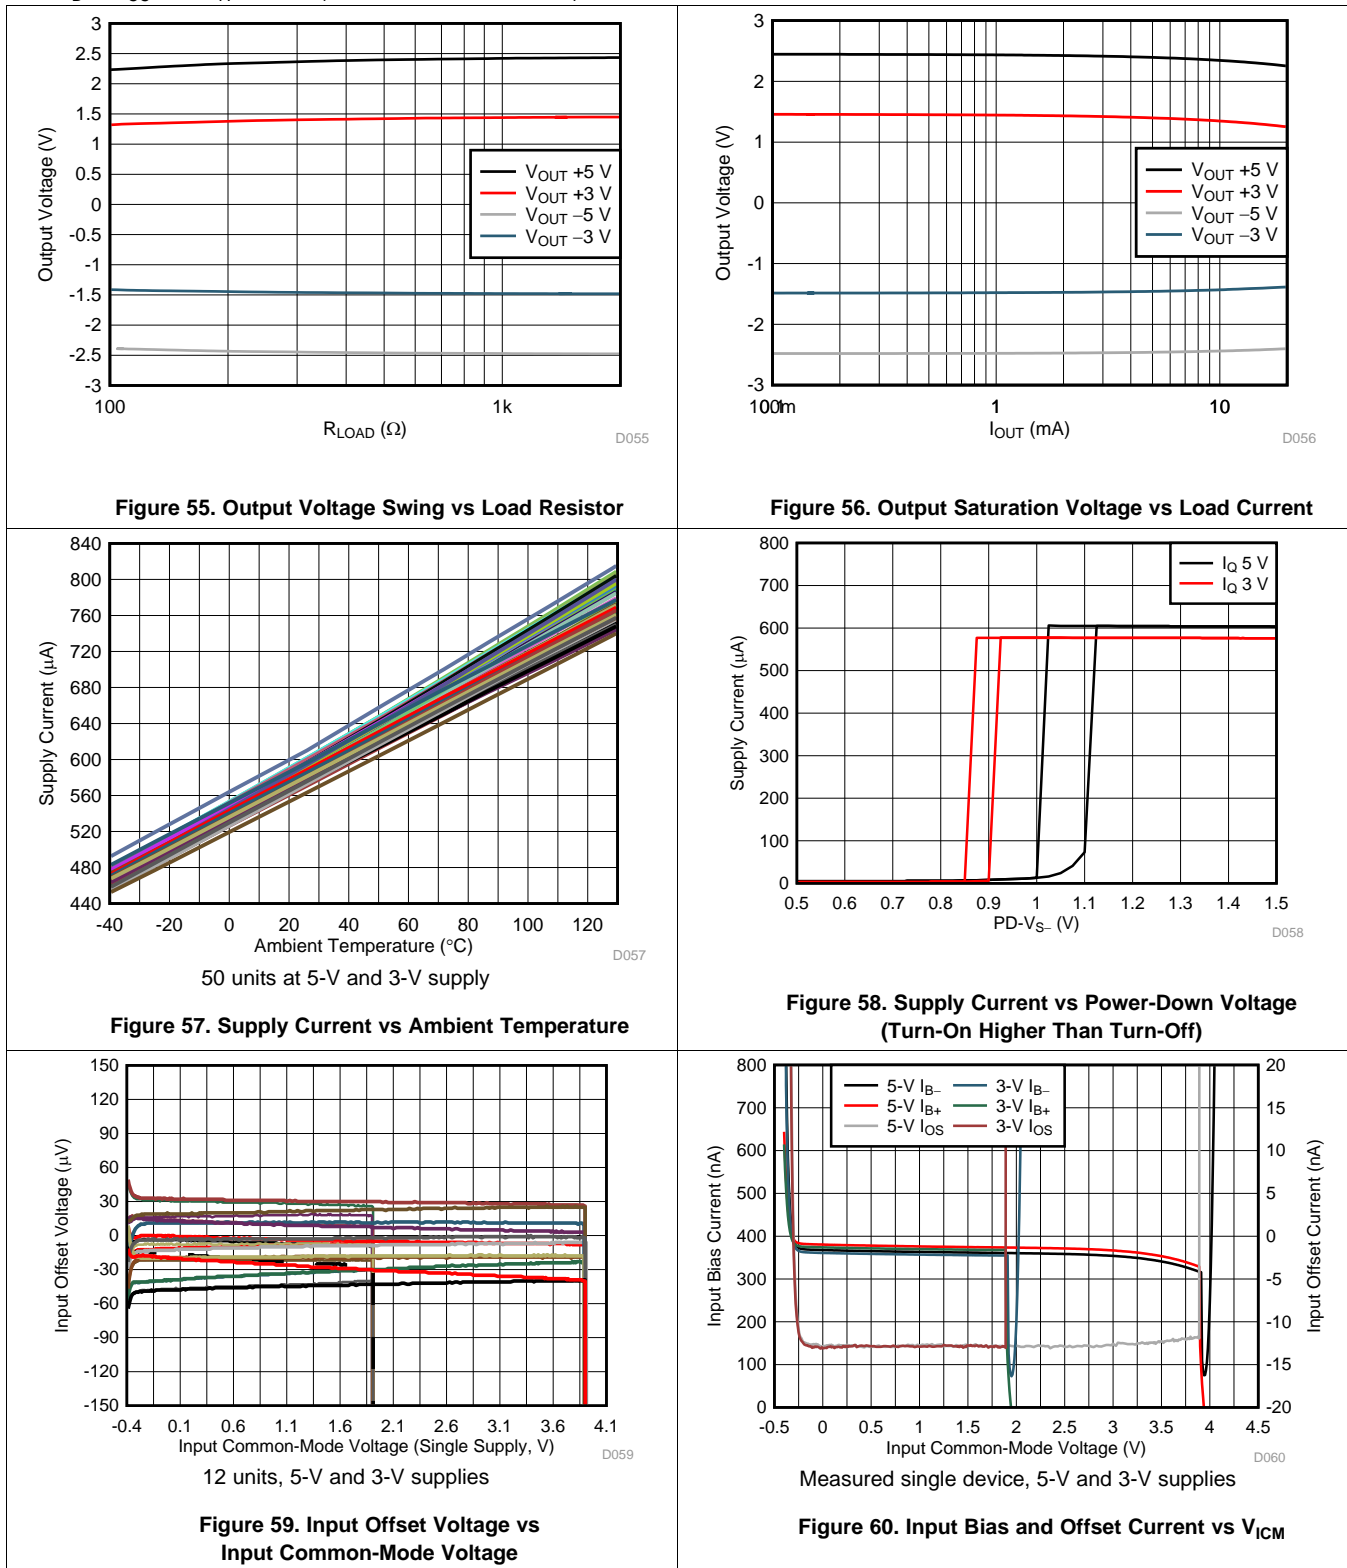 3
2.5
2
1.5
1
0.5
0
-0.5
-1
-1.5
-2
-2.5
-3
Output Voltage (V)
VOUT +5 V
VOUT +3 V
VOUT –5 V
VOUT –3 V
100
1k
RLOAD (Ω)
D055
Figure 55. Output Voltage Swing vs Load Resistor
3
2
1
0
-1
-2
-3
Output Voltage (V)
VOUT +5 V
VOUT +3 V
VOUT –5 V
VOUT –3 V
1
10
IOUT (mA)
D056
Figure 56. Output Saturation Voltage vs Load Current
840
800
760
720
680
640
600
560
520
480
440
Supply Current (μA)
-40 -20 0 20 40 60 80 100 120
Ambient Temperature (°C)
D057
50 units at 5-V and 3-V supply
Figure 57. Supply Current vs Ambient Temperature
800
700
600
500
400
300
200
100
0
Supply Current (μA)
IQ 5 V
IQ 3 V
0.5 0.6 0.7 0.8 0.9 1 1.1 1.2 1.3 1.4 1.5
PD-VS– (V)
D058
Figure 58. Supply Current vs Power-Down Voltage
(Turn-On Higher Than Turn-Off)
150
120
90
60
30
0
-30
-60
-90
-120
-150
Input Offset Voltage (μV)
-0.4 0.1 0.6 1.1 1.6 2.1 2.6 3.1 3.6 4.1
Input Common-Mode Voltage (Single Supply, V)
D059
12 units, 5-V and 3-V supplies
Figure 59. Input Offset Voltage vs
Input Common-Mode Voltage
800
700
600
500
400
300
200
100
0
Input Bias Current (nA)
5-V IB– 3-V IB–
5-V IB+ 3-V IB+
5-V IOS 3-V IOS
20
15
10
5
0
-5
-10
-15
-20
Input Offset Current (nA)
-0.5 0 0.5 1 1.5 2 2.5 3 3.5 4 4.5
Input Common-Mode Voltage (V)
D060
Measured single device, 5-V and 3-V supplies
Figure 60. Input Bias and Offset Current vs VICM